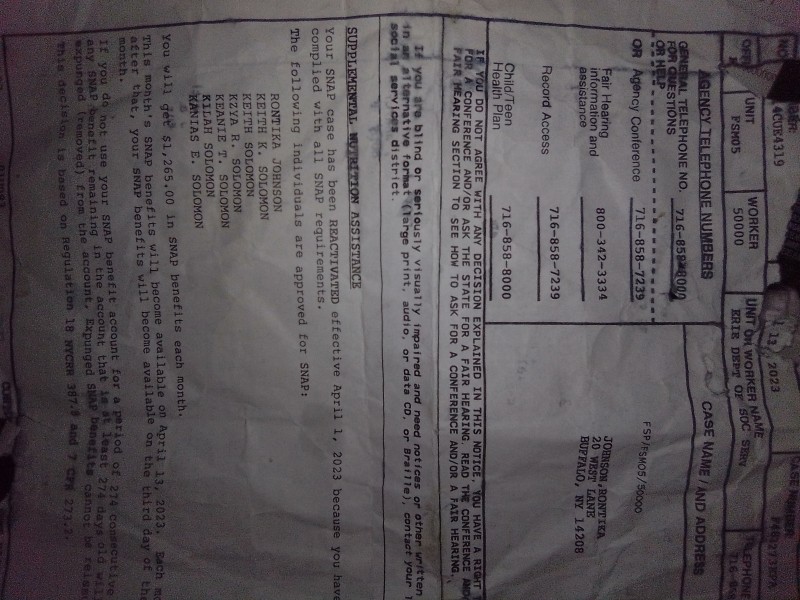 4CUE4319
UNIT
WORKER
UNIT OR WORKER NAME
FSM05
50000
ERIE DEPT OF SOC SERV
2023
CASE NUMBER
TELEPHONE
AGENCY TELEPHONE NUMBERS
GENERAL TELEPHONE NO.
FOR QUESTIONS
OR HELP
716-858-8000
OR Agency Conference 716-858-7239
Fair Hearing
information and
assistance
800-342-3334
Record Access 716-858-7239
Child/Teen
Health Plan
716-858-8000
CASE NAME / AND ADDRESS
FSP/FSM05/50000
JOHNSON, RONTIKA
20 WEST LANE
BUFFALO, NY 14208
IF YOU DO NOT AGREE WITH ANY DECISION EXPLAINED IN THIS NOTICE, YOU HAVE A RIGHT
FOR A CONFERENCE AND/OR ASK THE STATE FOR A FAIR HEARING. READ THE CONFERENCE AND
FAIR HEARING SECTION TO SEE HOW TO ASK FOR A CONFERENCE AND/OR A FAIR HEARING.
If you are blind or seriously visually impaired and need notices or other written
in an alternative format (large print, audio, or data CD, or Braille), contact your
social services district.
SUPPLEMENTAL NUTRITION ASSISTANCE
Your SNAP case has been REACTIVATED effective April 1, 2023 because you have
complied with all SNAP requirements.
The following individuals are approved for SNAP:
RONTIKA JOHNSON
KEITH K. SOLOMON
KEITH SOLOMON
KZYA R. SOLOMON
KEANIE T. SOLOMON
KILAH SOLOMON
KANIAS E. SOLOMON
You will get $1,265.00 in SNAP benefits each month.
This month's SNAP benefits will become available on April 13, 2023. Each mo
after that, your SNAP benefits will become available on the third day of th
month.
If you do not use your SNAP benefit account for a period of 274 consecutive
any SNAP benefit remaining in the account that is at least 274 days old wil
expunged (removed) from the account. Expunged SNAP benefits cannot be
This decision is based on Regulation 18 NYCRR 387. and 7 CFR 273.2